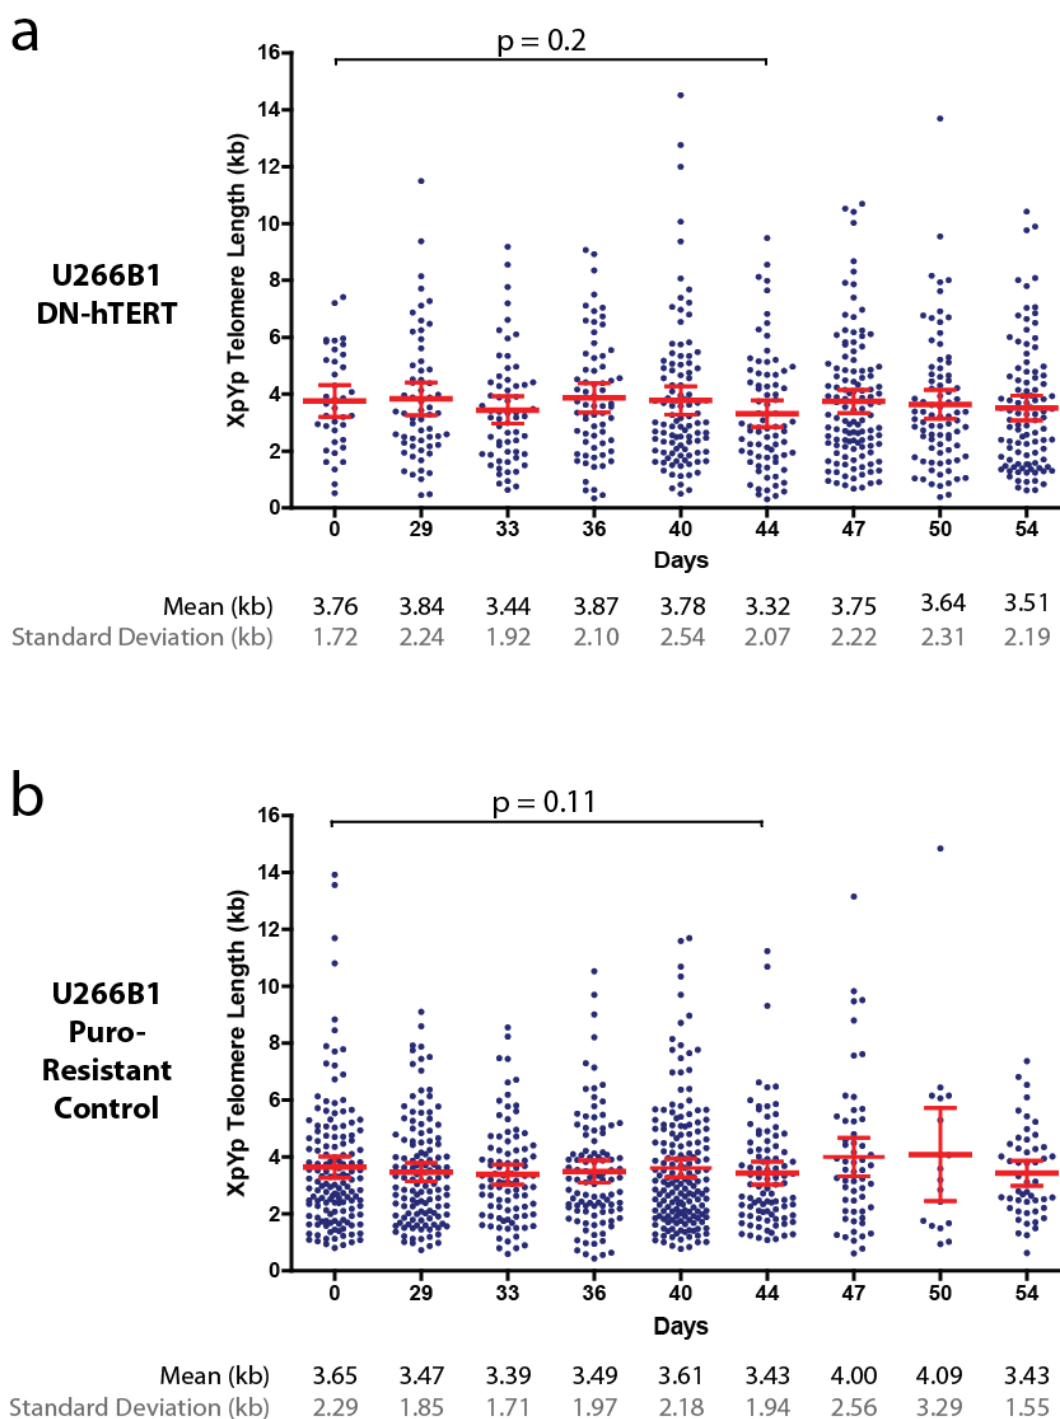 a
p = 0.2
16
14
12
10
8
6
4
2
0
XpYp Telomere Length (kb)
U266B1
DN-hTERT
0 29 33 36 40 44 47 50 54
Days
Mean (kb) 3.76 3.84 3.44 3.87 3.78 3.32 3.75 3.64 3.51
Standard Deviation (kb) 1.72 2.24 1.92 2.10 2.54 2.07 2.22 2.31 2.19
b
p = 0.11
16
14
12
10
8
6
4
2
0
XpYp Telomere Length (kb)
U266B1
Puro-
Resistant
Control
0 29 33 36 40 44 47 50 54
Days
Mean (kb) 3.65 3.47 3.39 3.49 3.61 3.43 4.00 4.09 3.43
Standard Deviation (kb) 2.29 1.85 1.71 1.97 2.18 1.94 2.56 3.29 1.55